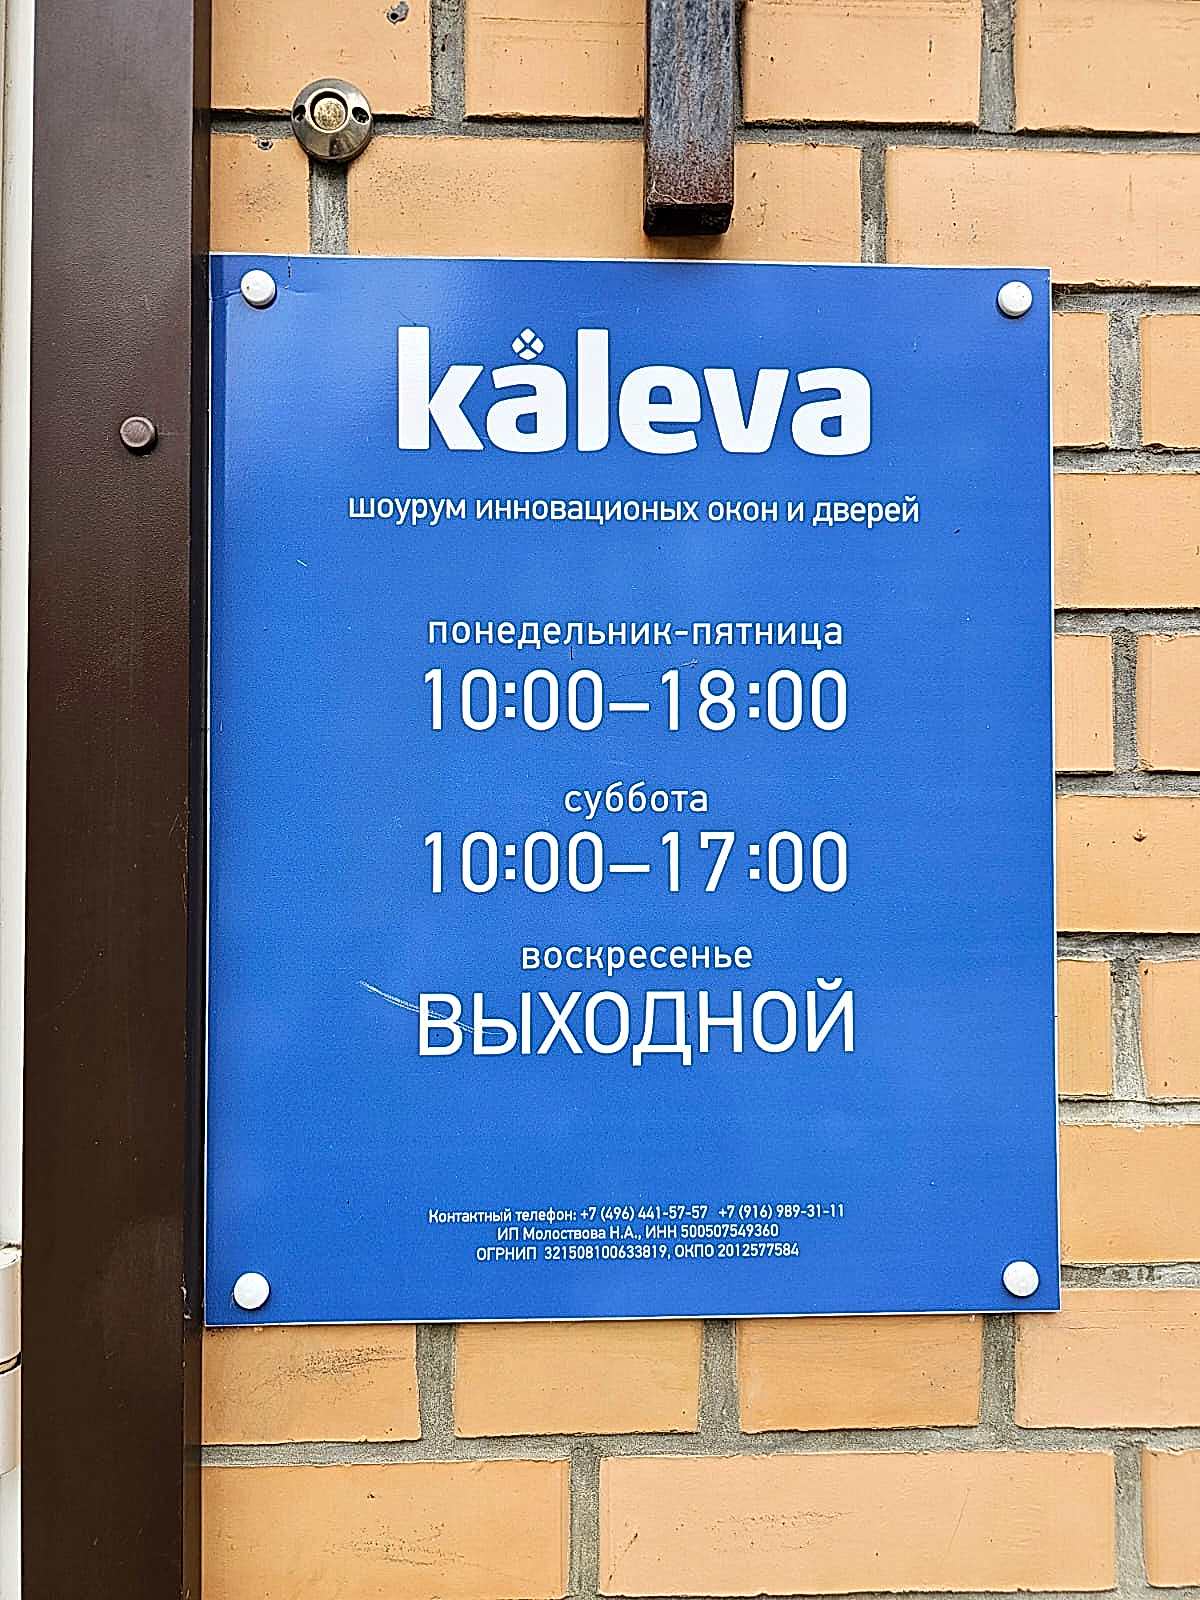 kaleva
шоурум инновационых окон и дверей
понедельник-пятница
10:00–18:00
суббота
10:00–17:00
воскресенье
ВЫХОДНОЙ
Контактный телефон: +7 (496) 441-57-57 +7 (916) 989-31-11
ИП Молоствова Н.А., ИНН 500507549360
ОГРНИП 321508100633819, ОКПО 2012577584